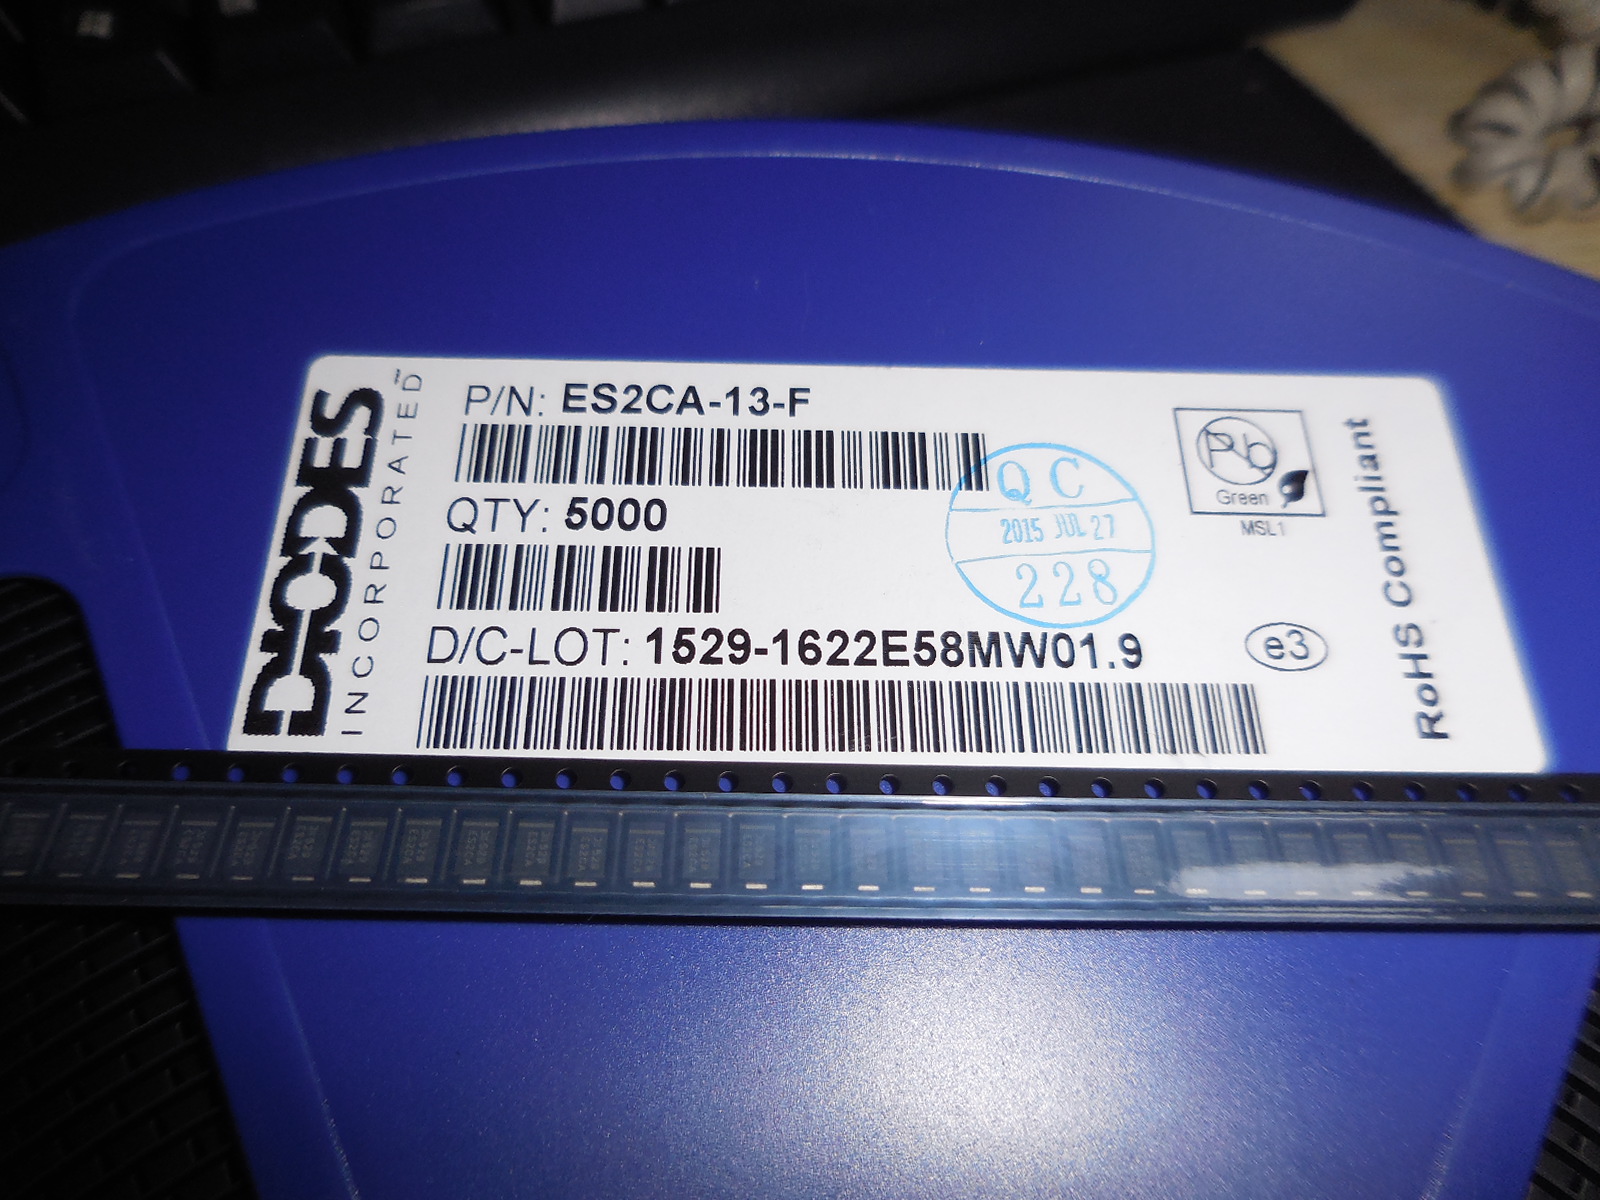 DIODES
INCORPORATED™
P/N: ES2CA-13-F
QTY: 5000
D/C-LOT: 1529-1622E58MW01.9
QC
2015 JUL 27
228
Pb
Green
MSL1
e3
RoHS Compliant